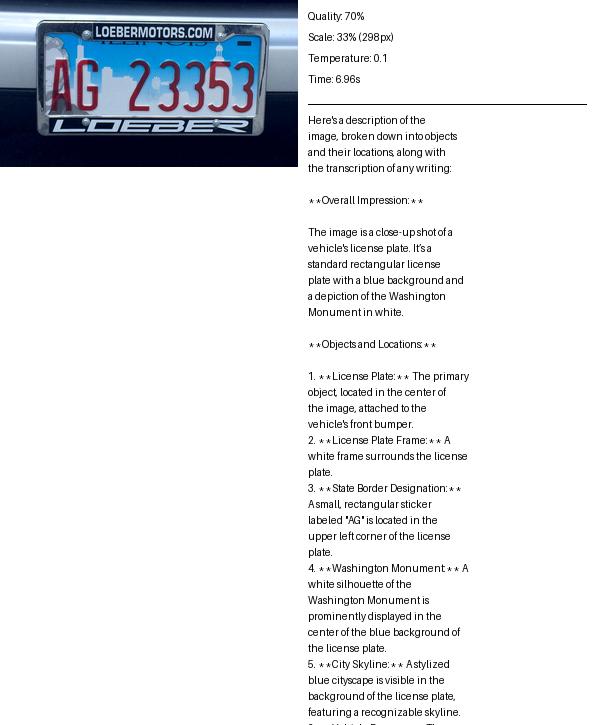 LOEBERMOTORS.COM
ILLINOIS
AG 23353
LOEBER
Quality: 70%
Scale: 33% (298px)
Temperature: 0.1
Time: 6.96s
Here's a description of the
image, broken down into objects
and their locations, along with
the transcription of any writing:
**Overall Impression:**
The image is a close-up shot of a
vehicle's license plate. It's a
standard rectangular license
plate with a blue background and
a depiction of the Washington
Monument in white.
**Objects and Locations:**
1. **License Plate:** The primary
object, located in the center of
the image, attached to the
vehicle's front bumper.
2. **License Plate Frame:** A
white frame surrounds the license
plate.
3. **State Border Designation:**
A small, rectangular sticker
labeled "AG" is located in the
upper left corner of the license
plate.
4. **Washington Monument:** A
white silhouette of the
Washington Monument is
prominently displayed in the
center of the blue background of
the license plate.
5. **City Skyline:** A stylized
blue cityscape is visible in the
background of the license plate,
featuring a recognizable skyline.